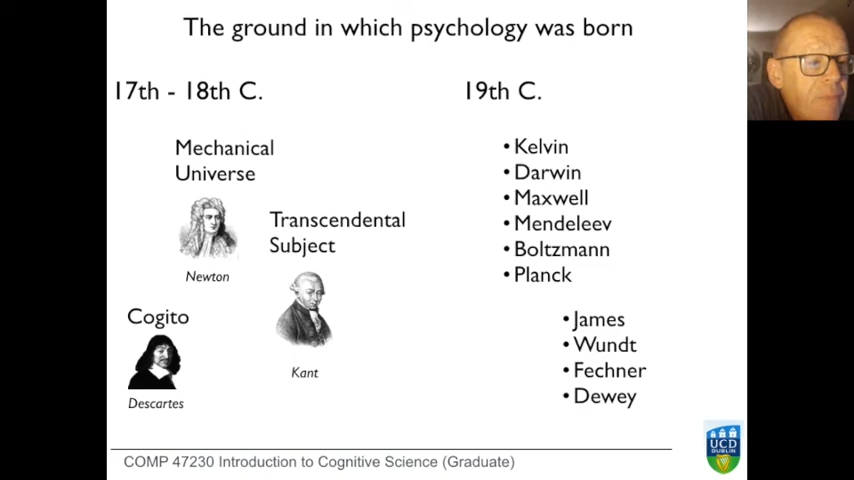 The ground in which psychology was born
17th - 18th C.
Mechanical
Universe
Newton
Transcendental
Subject
Kant
Cogito
Descartes
19th C.
• Kelvin
• Darwin
• Maxwell
• Mendeleev
• Boltzmann
• Planck
• James
• Wundt
• Fechner
• Dewey
COMP 47230 Introduction to Cognitive Science (Graduate)
UCD
DUBLIN